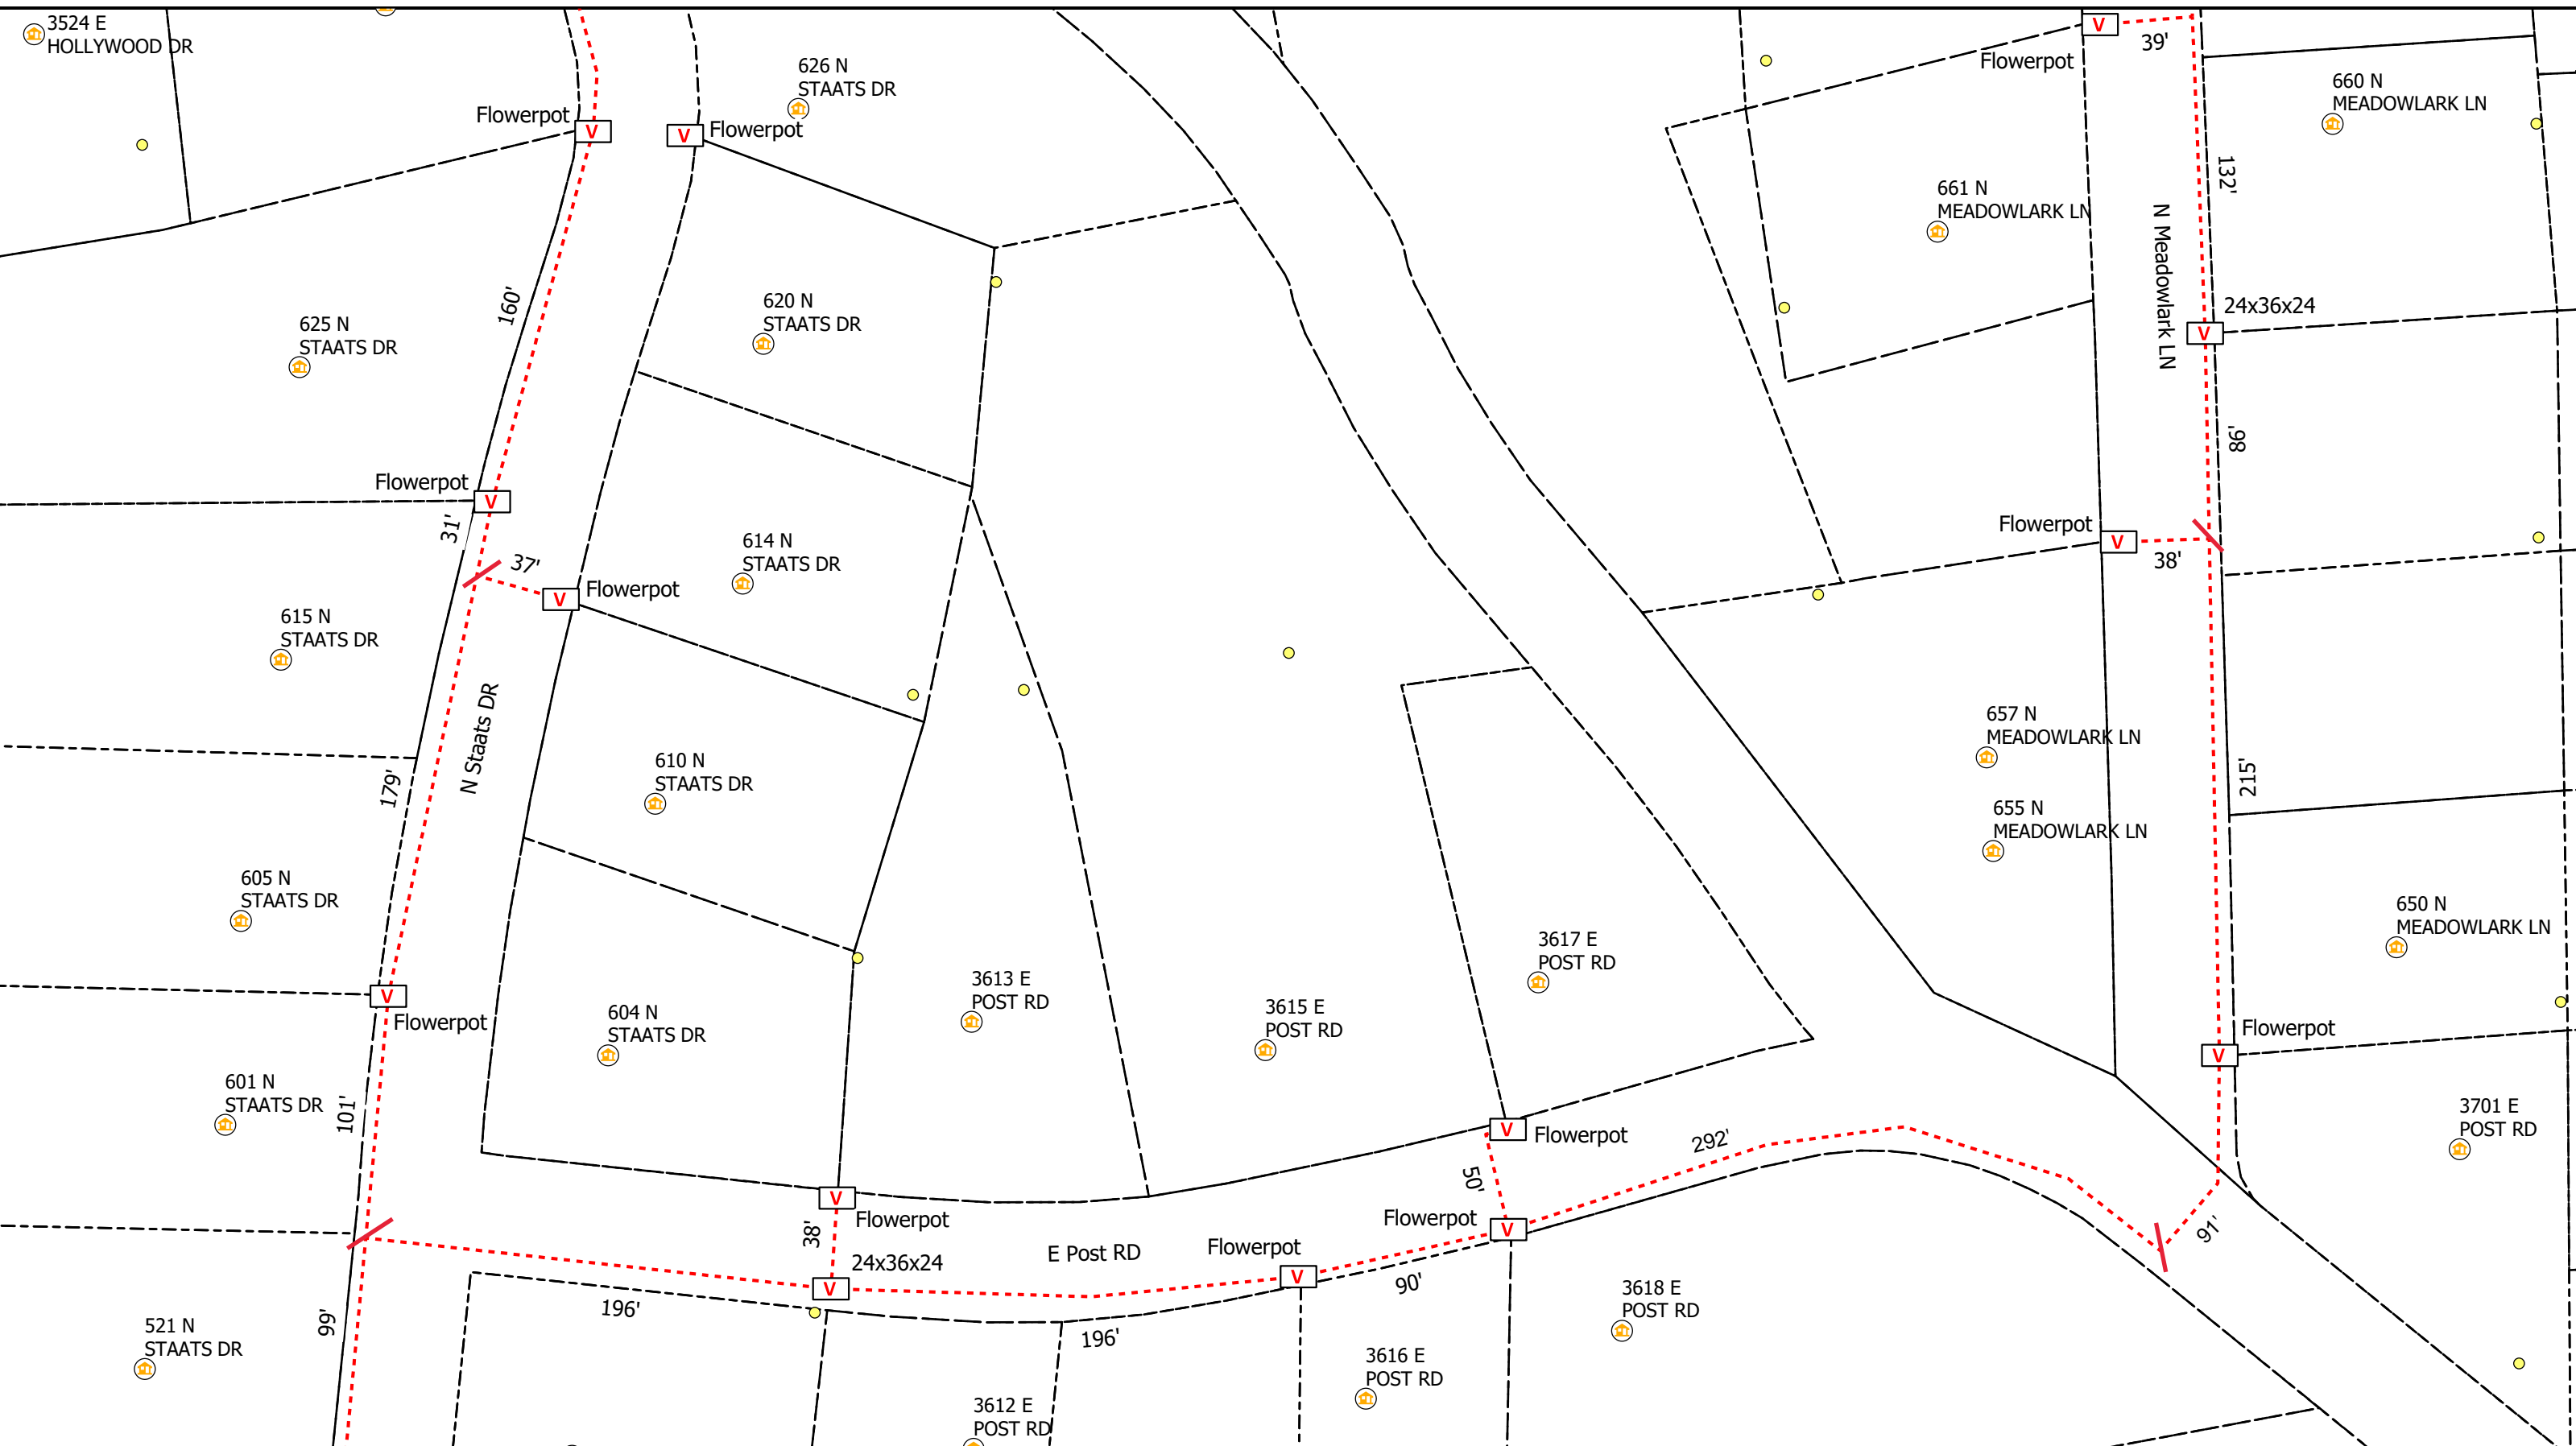 3524 E
HOLLYWOOD DR
626 N
STAATS DR
Flowerpot
V
V
Flowerpot
V
39'
Flowerpot
660 N
MEADOWLARK LN
132'
661 N
MEADOWLARK LN
N Meadowlark LN
160'
620 N
STAATS DR
625 N
STAATS DR
24x36x24
V
86'
Flowerpot
V
31'
37'
V
Flowerpot
614 N
STAATS DR
Flowerpot
V
38'
615 N
STAATS DR
N Staats DR
179'
610 N
STAATS DR
657 N
MEADOWLARK LN
215'
655 N
MEADOWLARK LN
605 N
STAATS DR
650 N
MEADOWLARK LN
3617 E
POST RD
3613 E
POST RD
3615 E
POST RD
V
Flowerpot
604 N
STAATS DR
Flowerpot
V
601 N
STAATS DR
101'
3701 E
POST RD
V
Flowerpot
292'
50'
V
Flowerpot
38'
Flowerpot
V
91'
E Post RD
Flowerpot
V
24x36x24
V
90'
196'
196'
99'
521 N
STAATS DR
3618 E
POST RD
3616 E
POST RD
3612 E
POST RD